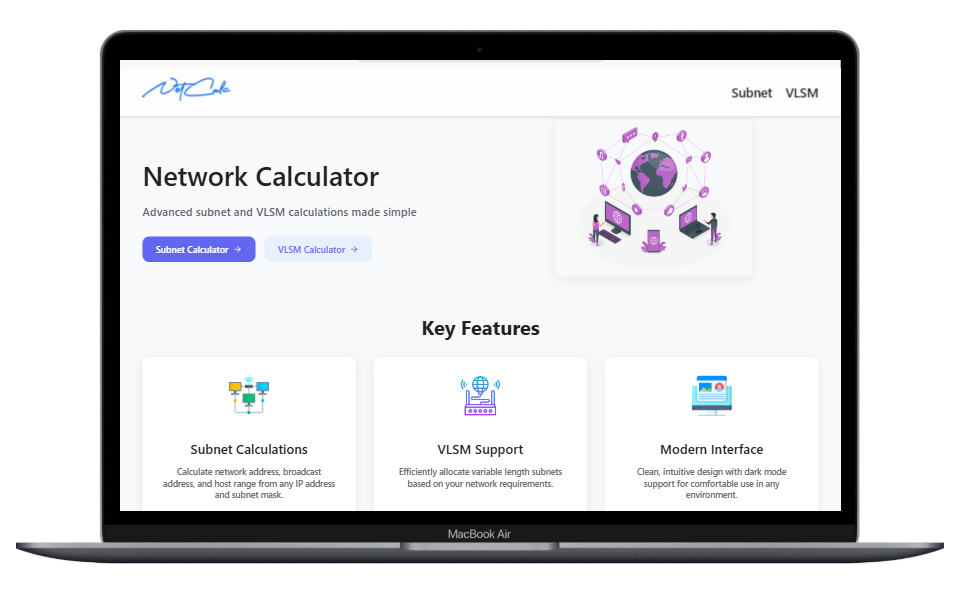 NetCalc
Subnet VLSM
Network Calculator
Advanced subnet and VLSM calculations made simple
Subnet Calculator → VLSM Calculator →
Key Features
Subnet Calculations
Calculate network address, broadcast
address, and host range from any IP address
and subnet mask.
VLSM Support
Efficiently allocate variable length subnets
based on your network requirements.
Modern Interface
Clean, intuitive design with dark mode
support for comfortable use in any
environment.
MacBook Air